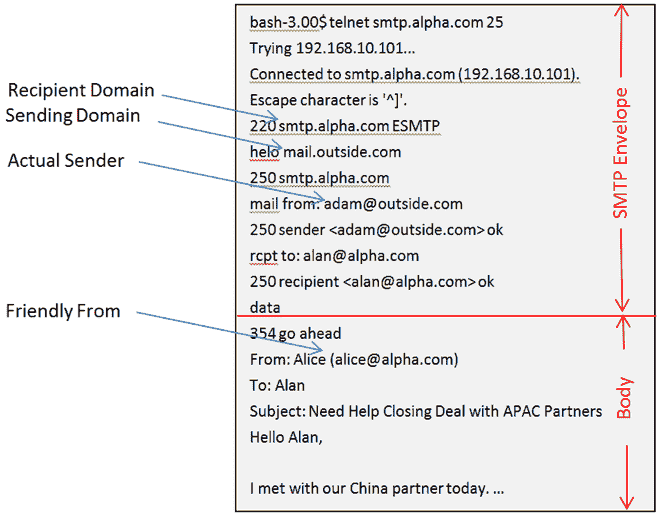 bash-3.00$ telnet smtp.alpha.com 25
Trying 192.168.10.101...
Connected to smtp.alpha.com (192.168.10.101).
Escape character is '^]'.
Recipient Domain
220 smtp.alpha.com ESMTP
Sending Domain
helo mail.outside.com
Actual Sender
250 smtp.alpha.com
mail from: adam@outside.com
250 sender <adam@outside.com> ok
rcpt to: alan@alpha.com
250 recipient <alan@alpha.com> ok
data
SMTP Envelope
Friendly From
354 go ahead
From: Alice (alice@alpha.com)
To: Alan
Subject: Need Help Closing Deal with APAC Partners
Hello Alan,
I met with our China partner today. ...
Body